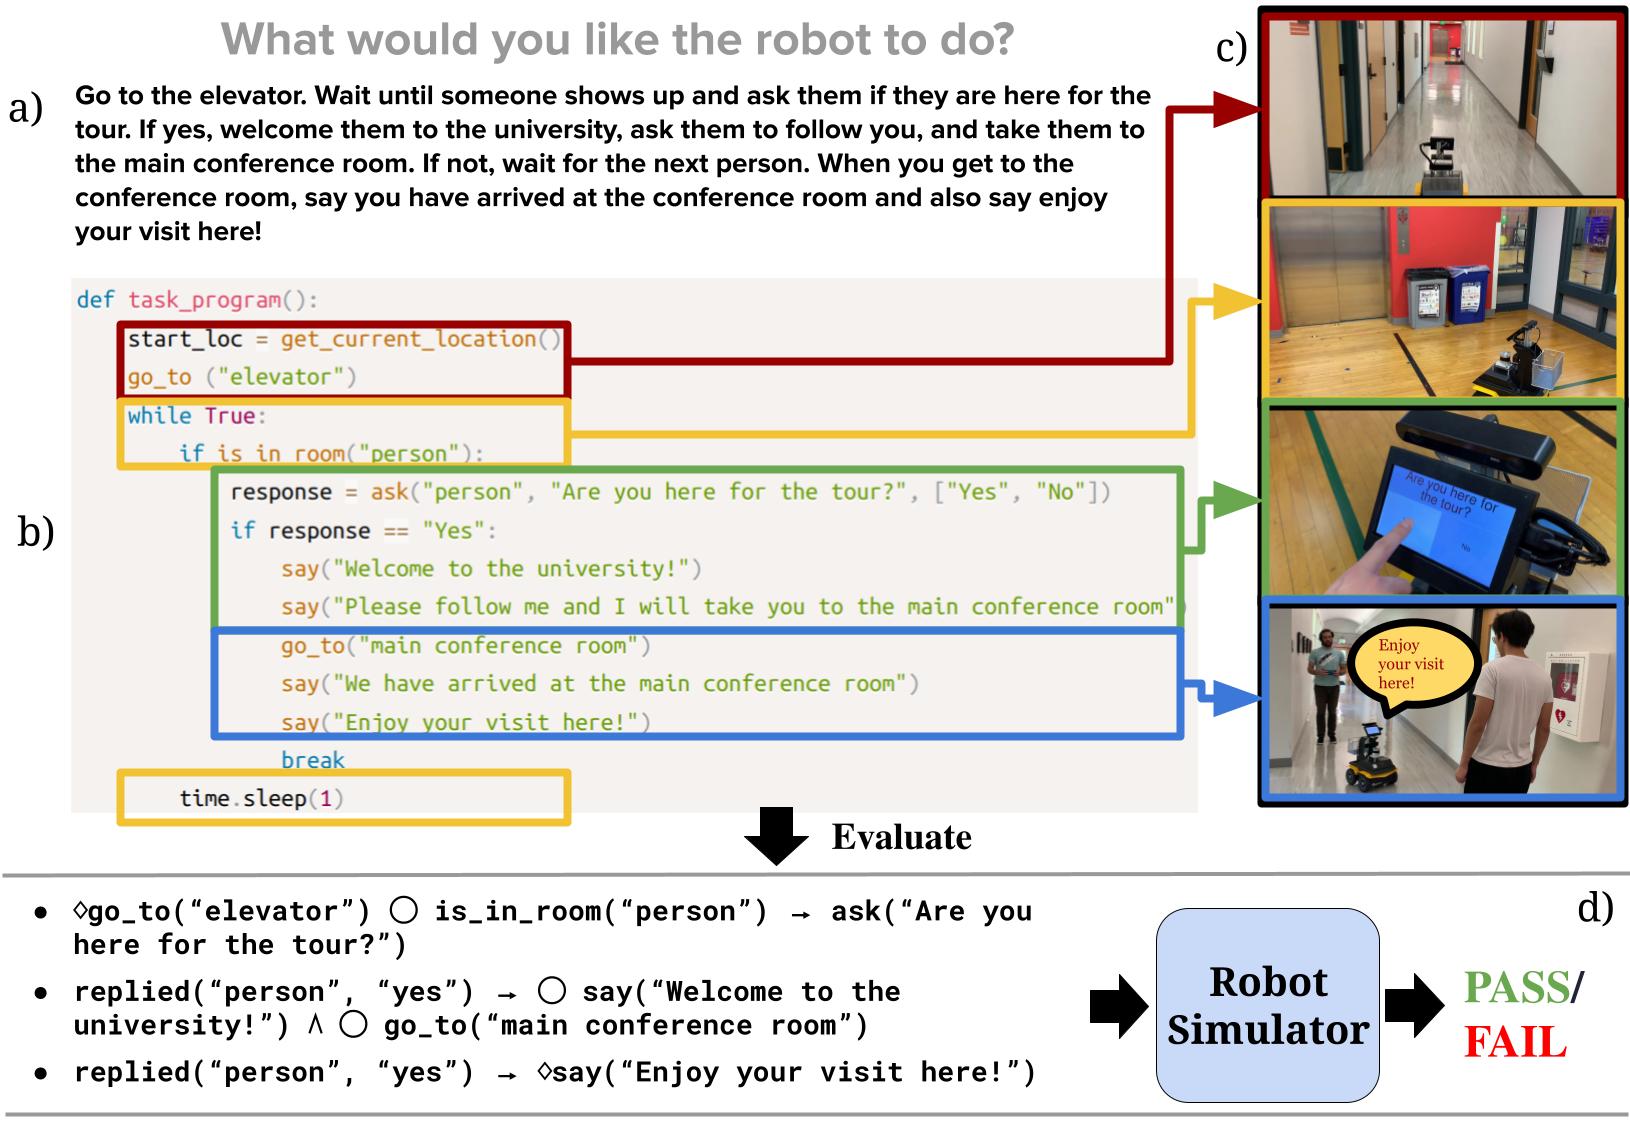 What would you like the robot to do?
a)
Go to the elevator. Wait until someone shows up and ask them if they are here for the
tour. If yes, welcome them to the university, ask them to follow you, and take them to
the main conference room. If not, wait for the next person. When you get to the
conference room, say you have arrived at the conference room and also say enjoy
your visit here!
b)
def task_program():
start_loc = get_current_location()
go_to ("elevator")
while True:
if is_in_room("person"):
response = ask("person", "Are you here for the tour?", ["Yes", "No"])
if response == "Yes":
say("Welcome to the university!")
say("Please follow me and I will take you to the main conference room")
go_to("main conference room")
say("We have arrived at the main conference room")
say("Enjoy your visit here!")
break
time.sleep(1)
c)
Are you here for
the tour?
No
Enjoy
your visit
here!
Evaluate
d)
● ◊go_to(“elevator”) ◯ is_in_room(“person”) → ask(“Are you
here for the tour?”)
● replied(“person”, “yes”) → ◯ say(“Welcome to the
university!”) ∧ ◯ go_to(“main conference room”)
● replied(“person”, “yes”) → ◊say(“Enjoy your visit here!”)
Robot
Simulator
PASS/
FAIL